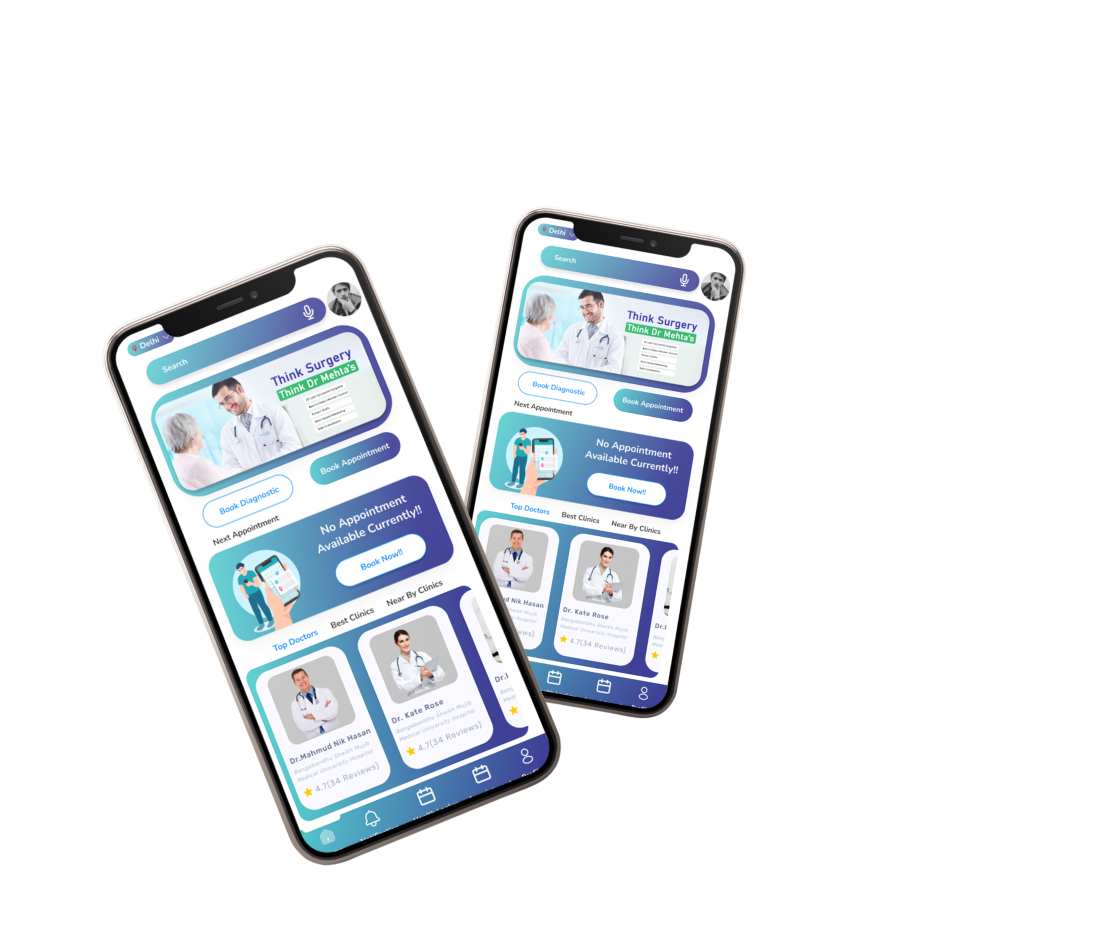 Delhi
Search
Think Surgery
Think Dr Mehta's
Book Diagnostic
Book Appointment
Next Appointment
No Appointment
Available Currently!!
Book Now!!
Top Doctors
Best Clinics
Near By Clinics
Dr.Mahmud Nik Hasan
Bangabandhu Sheikh Mujib
Medical University Hospital
4.7(34 Reviews)
Dr. Kate Rose
Bangabandhu Sheikh Mujib
Medical University Hospital
4.7(34 Reviews)
Delhi
Search
Think Surgery
Think Dr Mehta's
Book Diagnostic
Book Appointment
Next Appointment
No Appointment
Available Currently!!
Book Now!!
Top Doctors
Best Clinics
Near By Clinics
Nik Hasan
Dr. Kate Rose
Bangabandhu Sheikh Mujib
Medical University Hospital
4.7(34 Reviews)